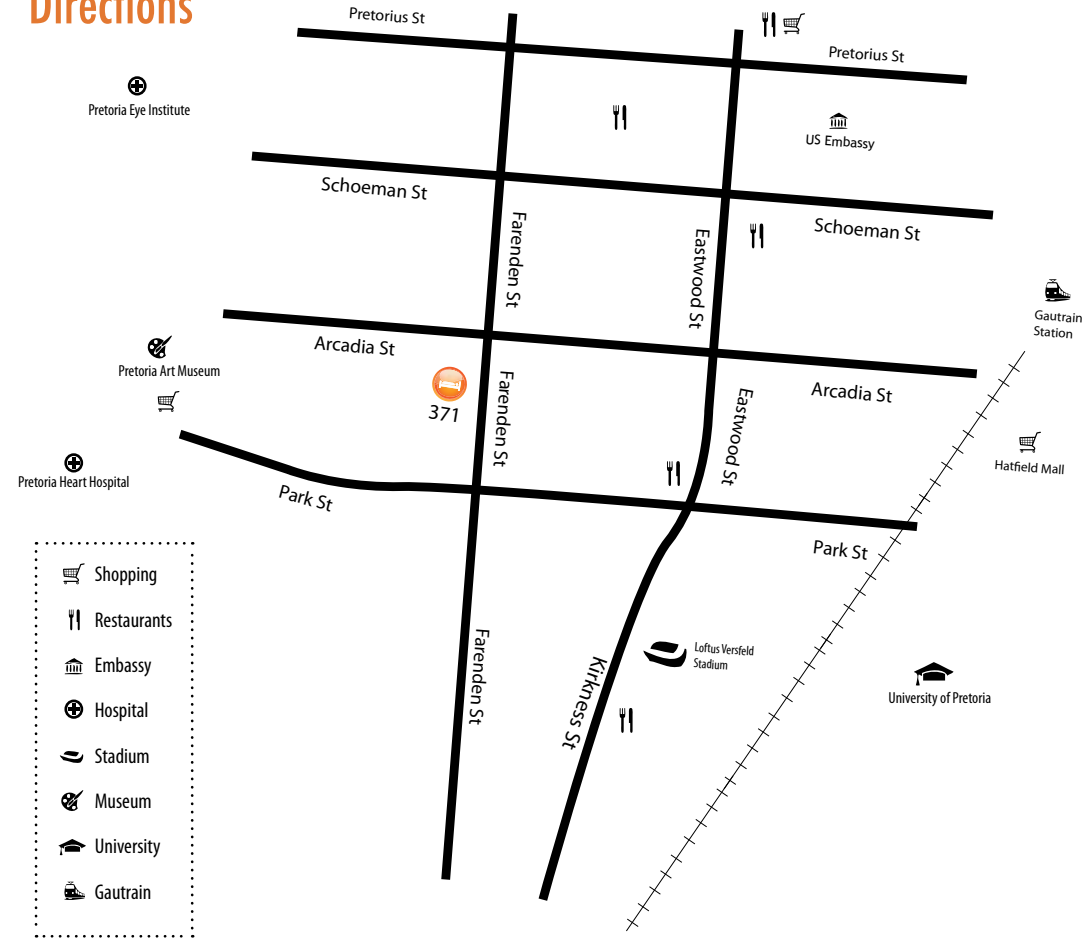 Directions
Pretorius St
Pretorius St
Pretoria Eye Institute
US Embassy
Schoeman St
Schoeman St
Farenden St
Eastwood St
Gautrain
Station
Arcadia St
Pretoria Art Museum
Arcadia St
371
Farenden St
Eastwood St
Hatfield Mall
Pretoria Heart Hospital
Park St
Park St
Shopping
Restaurants
Embassy
Hospital
Stadium
Museum
University
Gautrain
Farenden St
Kirkness St
Loftus Versfeld
Stadium
University of Pretoria